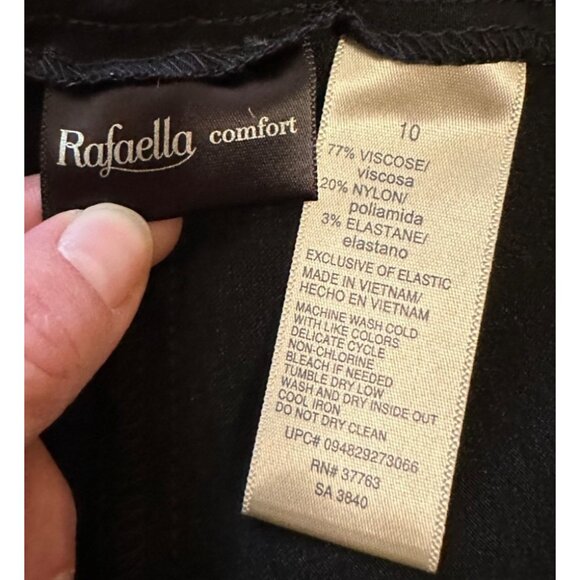 Rafaella comfort
10
77% VISCOSE/
viscosa
20% NYLON/
poliamida
3% ELASTANE/
elastano
EXCLUSIVE OF ELASTIC
MADE IN VIETNAM/
HECHO EN VIETNAM
MACHINE WASH COLD
WITH LIKE COLORS
DELICATE CYCLE
NON-CHLORINE
BLEACH IF NEEDED
TUMBLE DRY LOW
WASH AND DRY INSIDE OUT
COOL IRON
DO NOT DRY CLEAN
UPC# 094829273066
RN# 37763
SA 3840